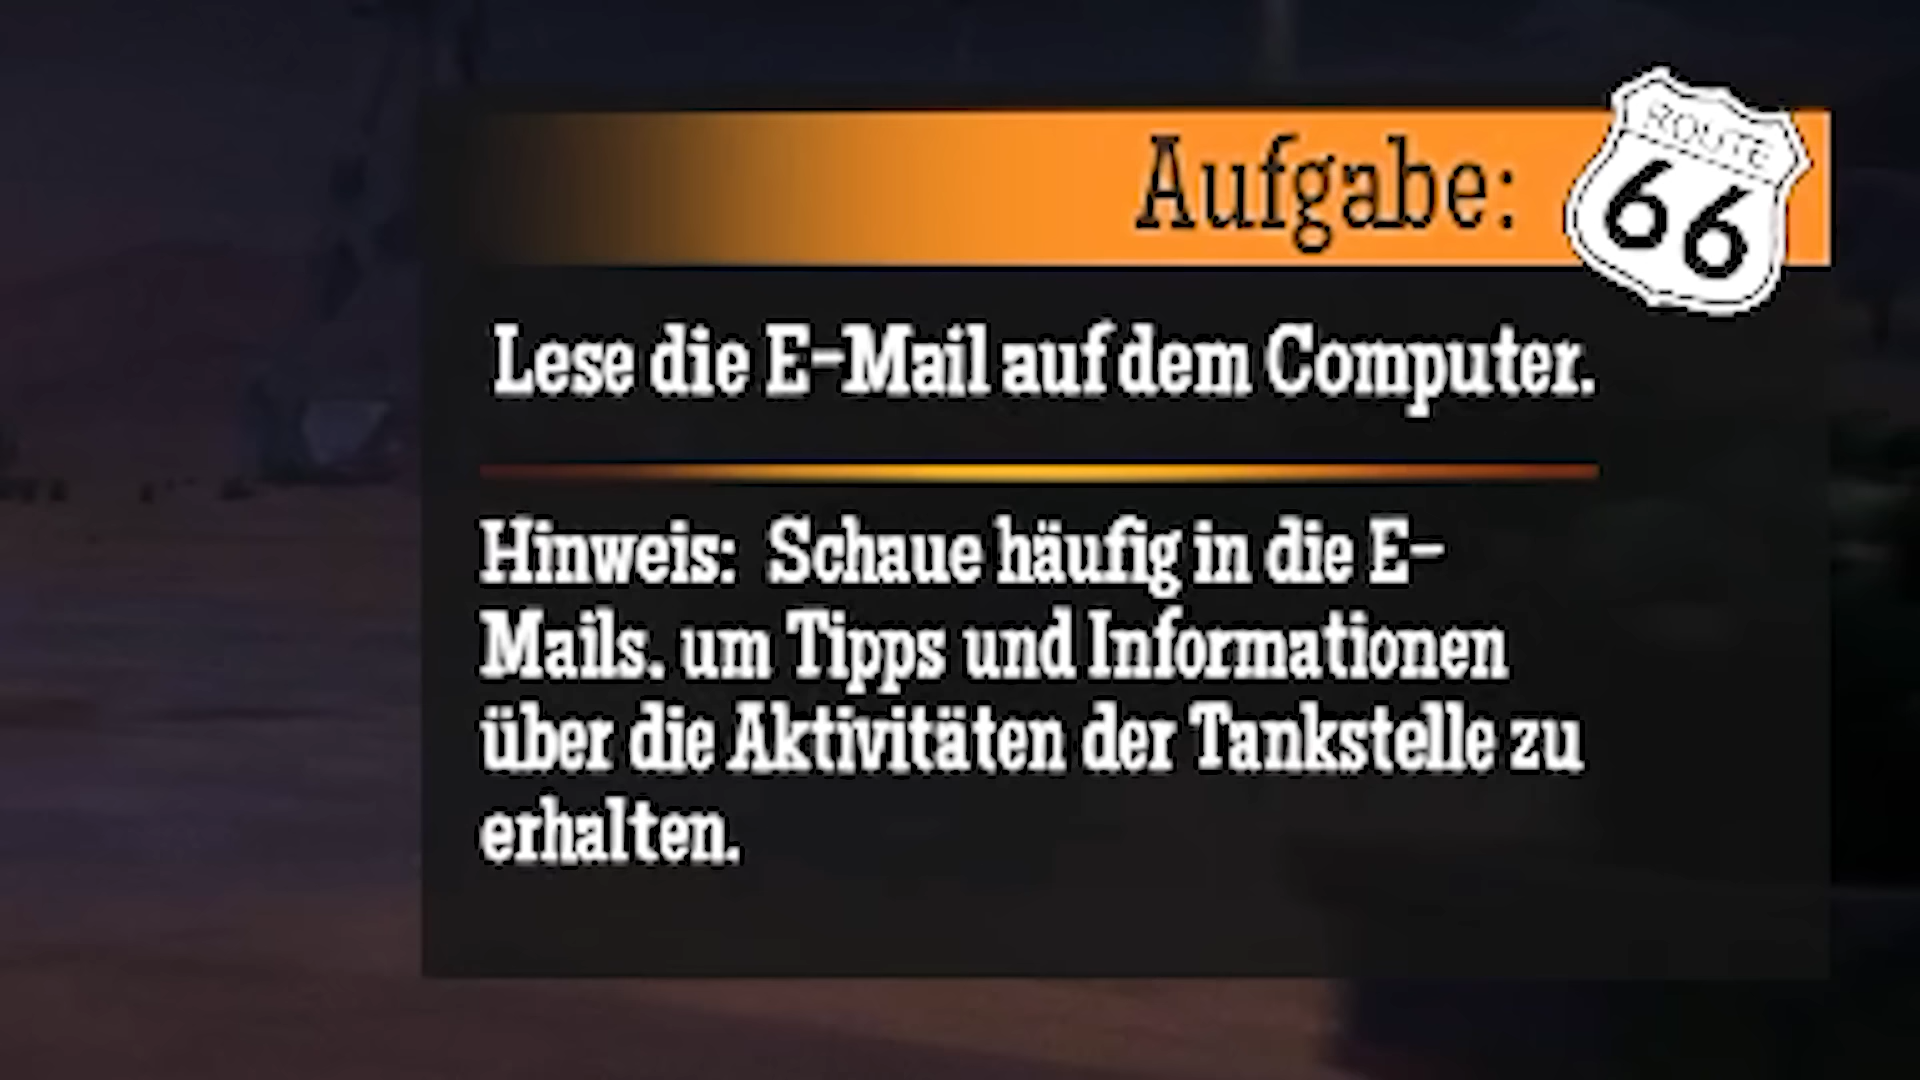 Aufgabe:
ROUTE
66
Lese die E-Mail auf dem Computer.
Hinweis:  Schaue häufig in die E-
Mails. um Tipps und Informationen
über die Aktivitäten der Tankstelle zu
erhalten.